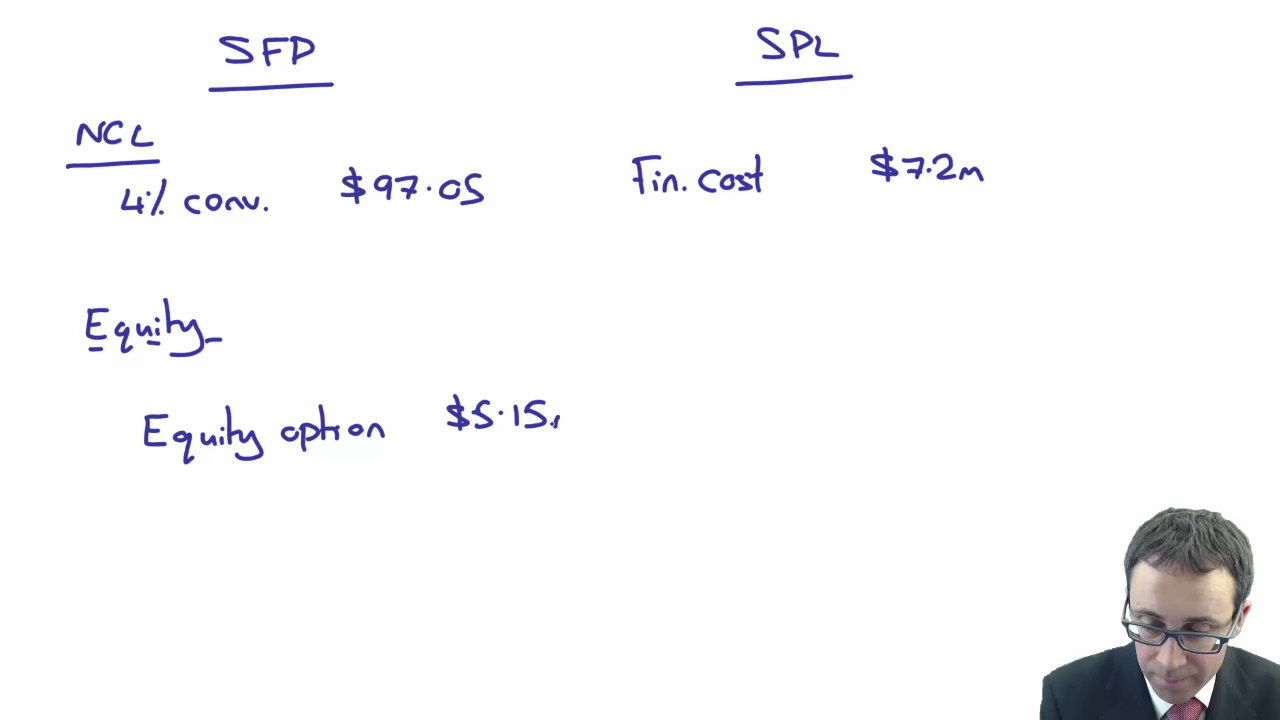 SFP
SPL
NCL
4% conv. $97.05
Fin. cost $7.2m
Equity
Equity option $5.15